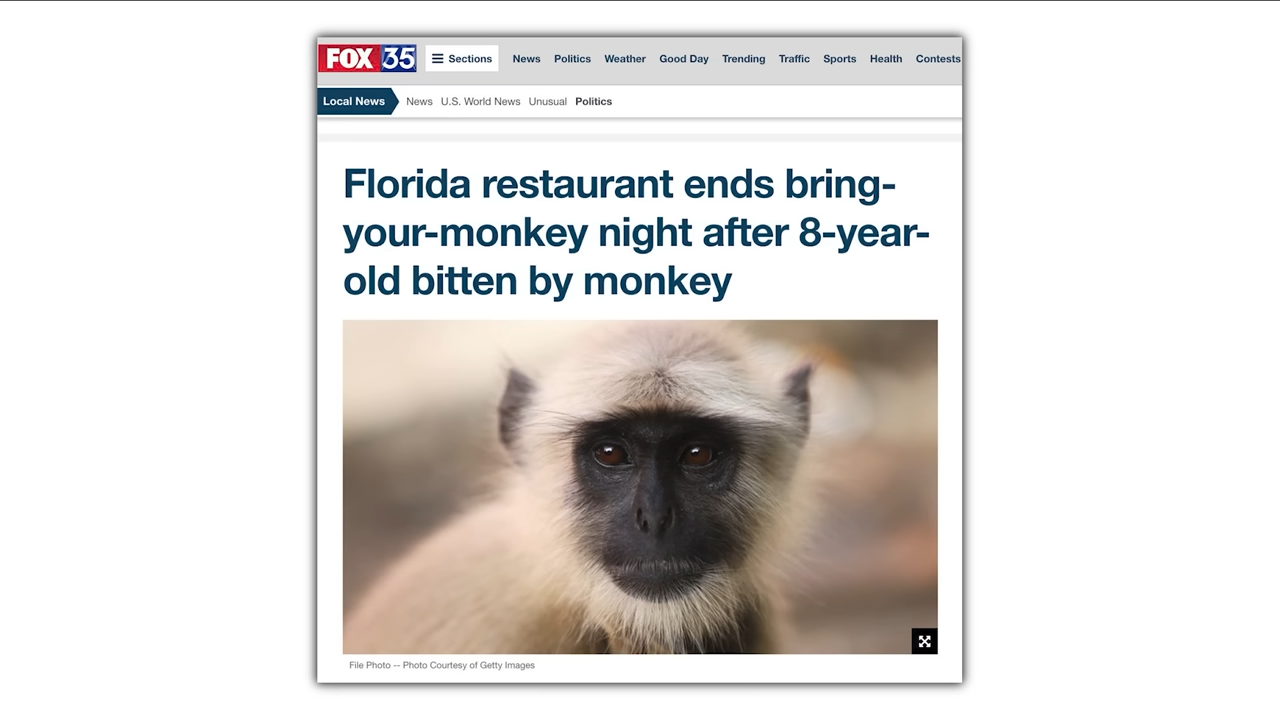 FOX 35 Sections News Politics Weather Good Day Trending Traffic Sports Health Contests
Local News News U.S. World News Unusual Politics
Florida restaurant ends bring-
your-monkey night after 8-year-
old bitten by monkey
File Photo -- Photo Courtesy of Getty Images